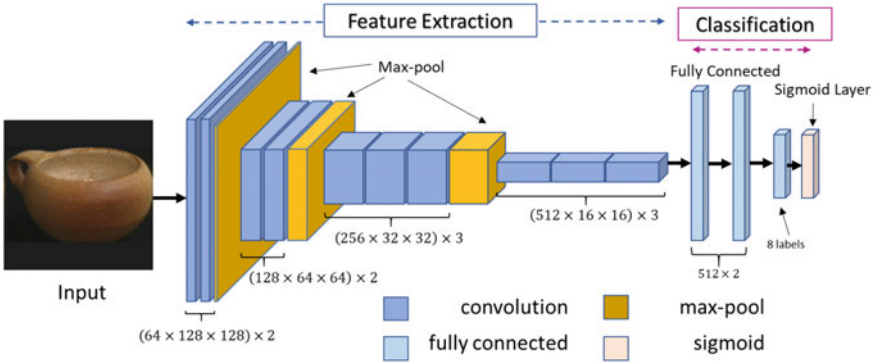 Feature Extraction
Classification
Max-pool
Fully Connected
Sigmoid Layer
Input
(64 × 128 × 128) × 2
(128 × 64 × 64) × 2
(256 × 32 × 32) × 3
(512 × 16 × 16) × 3
512 × 2
8 labels
convolution
max-pool
fully connected
sigmoid